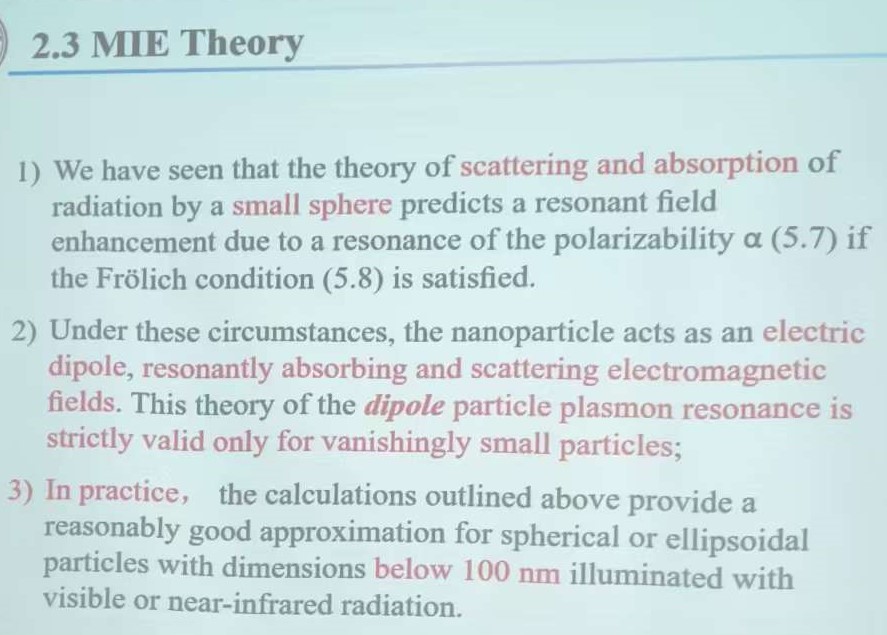 2.3 MIE Theory
1) We have seen that the theory of scattering and absorption of
radiation by a small sphere predicts a resonant field
enhancement due to a resonance of the polarizability α (5.7) if
the Frölich condition (5.8) is satisfied.
2) Under these circumstances, the nanoparticle acts as an electric
dipole, resonantly absorbing and scattering electromagnetic
fields. This theory of the dipole particle plasmon resonance is
strictly valid only for vanishingly small particles;
3) In practice， the calculations outlined above provide a
reasonably good approximation for spherical or ellipsoidal
particles with dimensions below 100 nm illuminated with
visible or near-infrared radiation.